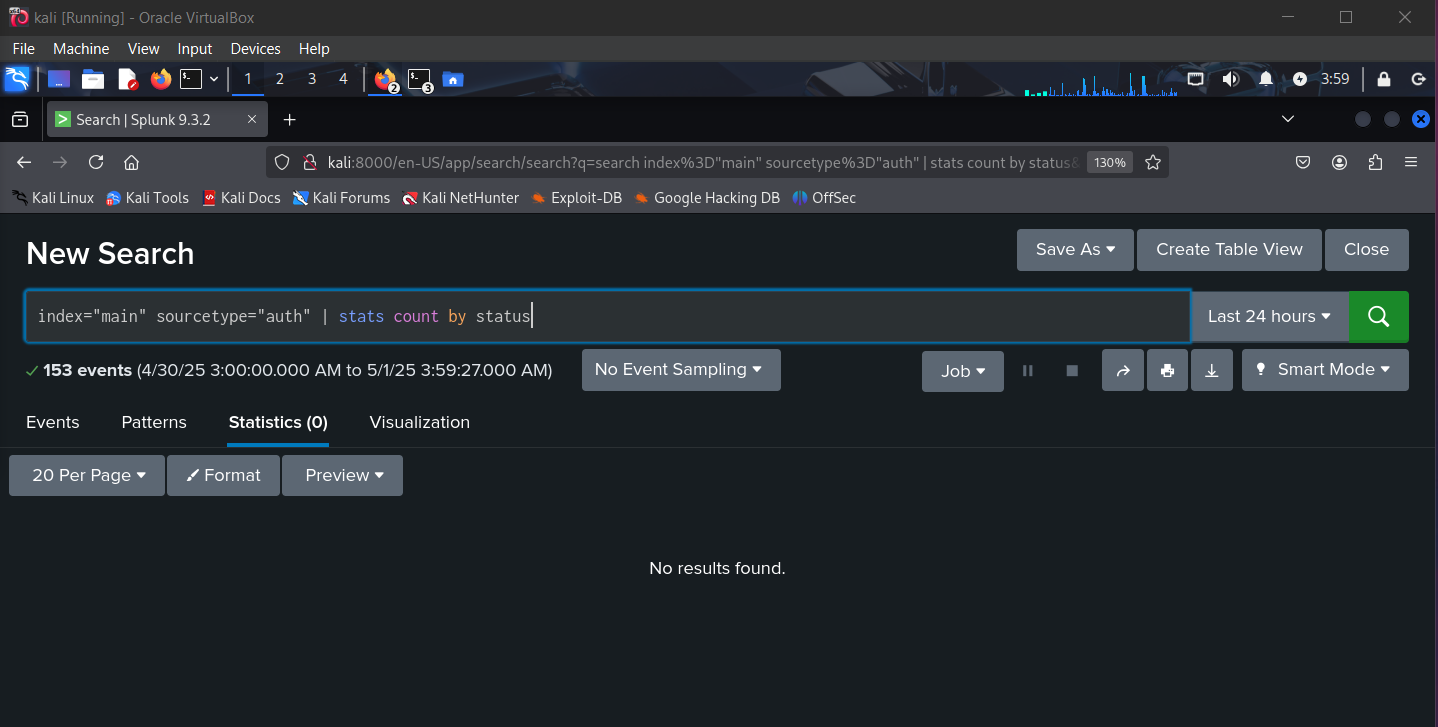 kali [Running] - Oracle VirtualBox
File Machine View Input Devices Help
1 2 3 4 2 3 3:59
Search | Splunk 9.3.2
kali:8000/en-US/app/search/search?q=search index%3D"main" sourcetype%3D"auth" | stats count by status& 130%
Kali Linux Kali Tools Kali Docs Kali Forums Kali NetHunter Exploit-DB Google Hacking DB OffSec
New Search Save As Create Table View Close
index="main" sourcetype="auth" | stats count by status Last 24 hours
153 events (4/30/25 3:00:00.000 AM to 5/1/25 3:59:27.000 AM) No Event Sampling Job Smart Mode
Events Patterns Statistics (0) Visualization
20 Per Page Format Preview
No results found.